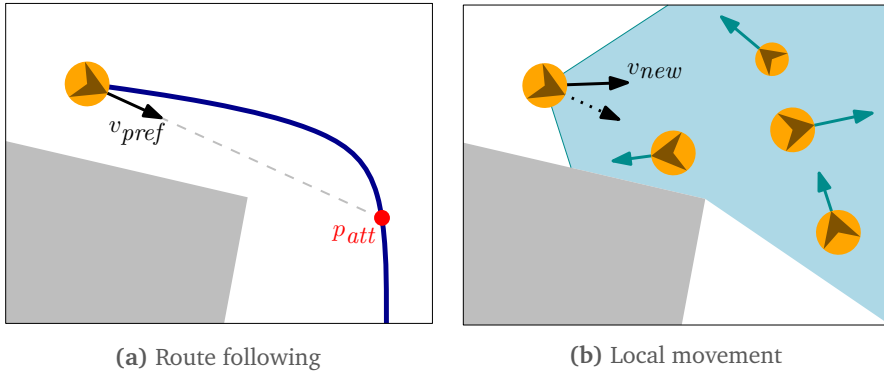 v_pref
p_att
(a) Route following
v_new
(b) Local movement